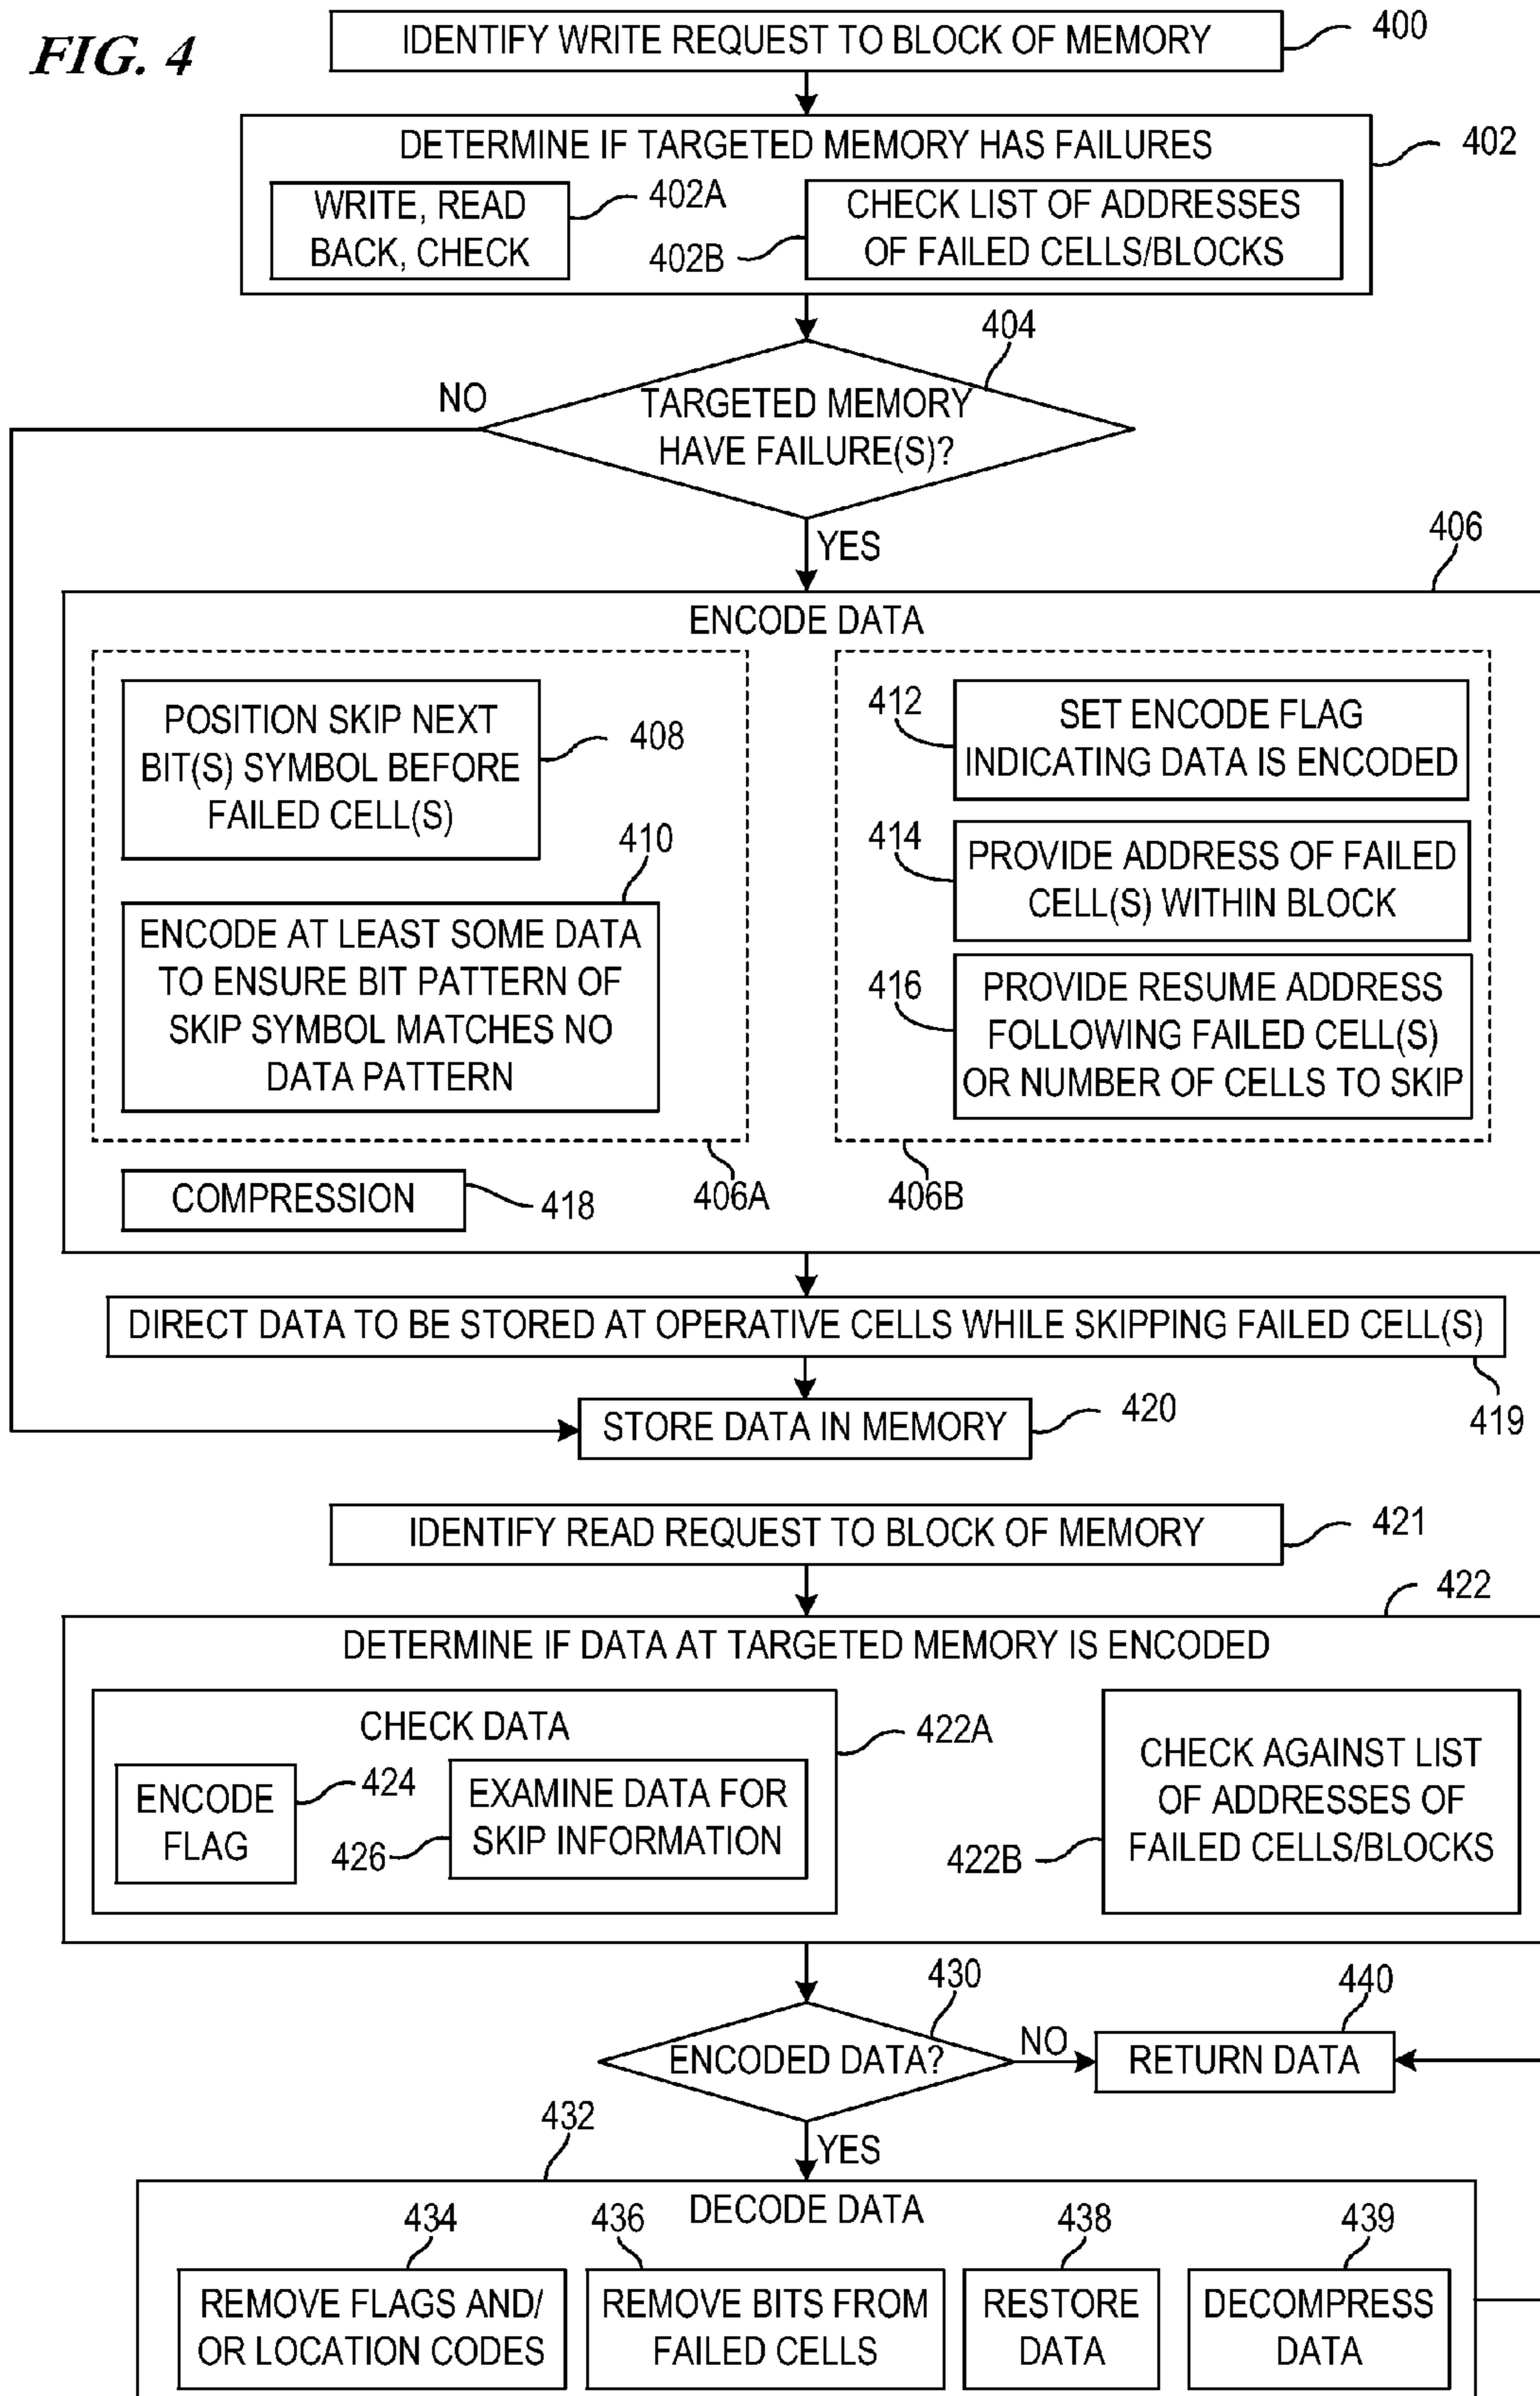 FIG. 4
IDENTIFY WRITE REQUEST TO BLOCK OF MEMORY
400
DETERMINE IF TARGETED MEMORY HAS FAILURES
402
WRITE, READ
BACK, CHECK
402A
402B
CHECK LIST OF ADDRESSES
OF FAILED CELLS/BLOCKS
404
NO
TARGETED MEMORY
HAVE FAILURE(S)?
YES
406
ENCODE DATA
POSITION SKIP NEXT
BIT(S) SYMBOL BEFORE
FAILED CELL(S)
408
410
ENCODE AT LEAST SOME DATA
TO ENSURE BIT PATTERN OF
SKIP SYMBOL MATCHES NO
DATA PATTERN
406A
412
SET ENCODE FLAG
INDICATING DATA IS ENCODED
414
PROVIDE ADDRESS OF FAILED
CELL(S) WITHIN BLOCK
416
PROVIDE RESUME ADDRESS
FOLLOWING FAILED CELL(S)
OR NUMBER OF CELLS TO SKIP
406B
COMPRESSION
418
DIRECT DATA TO BE STORED AT OPERATIVE CELLS WHILE SKIPPING FAILED CELL(S)
419
STORE DATA IN MEMORY
420
IDENTIFY READ REQUEST TO BLOCK OF MEMORY
421
422
DETERMINE IF DATA AT TARGETED MEMORY IS ENCODED
CHECK DATA
422A
ENCODE
FLAG
424
426
EXAMINE DATA FOR
SKIP INFORMATION
422B
CHECK AGAINST LIST
OF ADDRESSES OF
FAILED CELLS/BLOCKS
430
ENCODED DATA?
NO
440
RETURN DATA
YES
432
DECODE DATA
434
REMOVE FLAGS AND/
OR LOCATION CODES
436
REMOVE BITS FROM
FAILED CELLS
438
RESTORE
DATA
439
DECOMPRESS
DATA